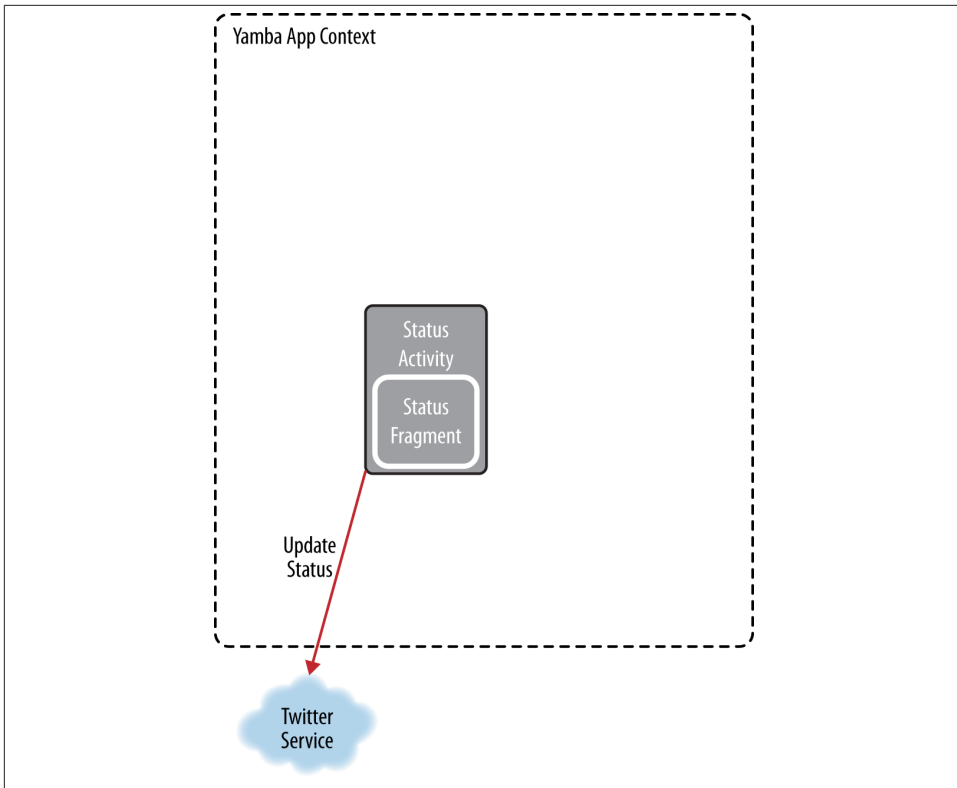 Yamba App Context
Status
Activity
Status
Fragment
Update
Status
Twitter
Service